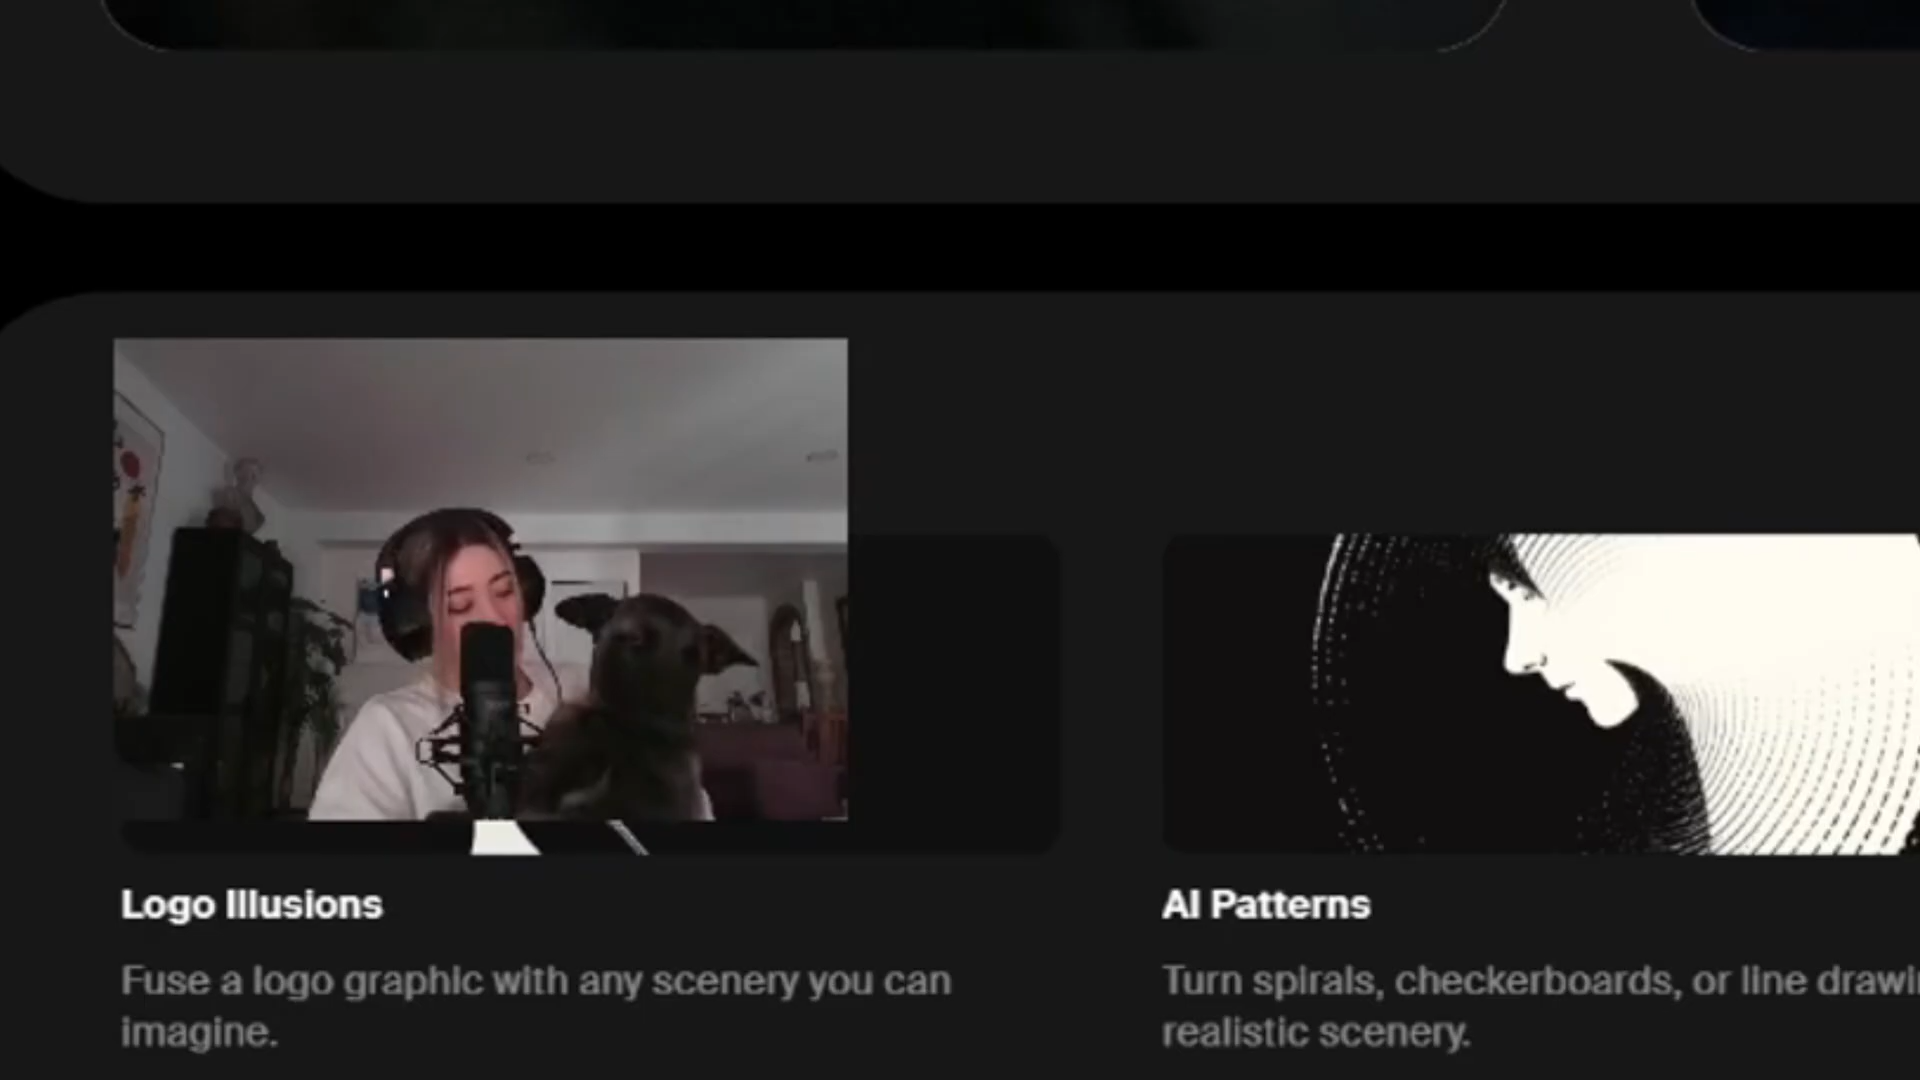 Logo Illusions
AI Patterns
Fuse a logo graphic with any scenery you can
imagine.
Turn spirals, checkerboards, or line
realistic scenery.